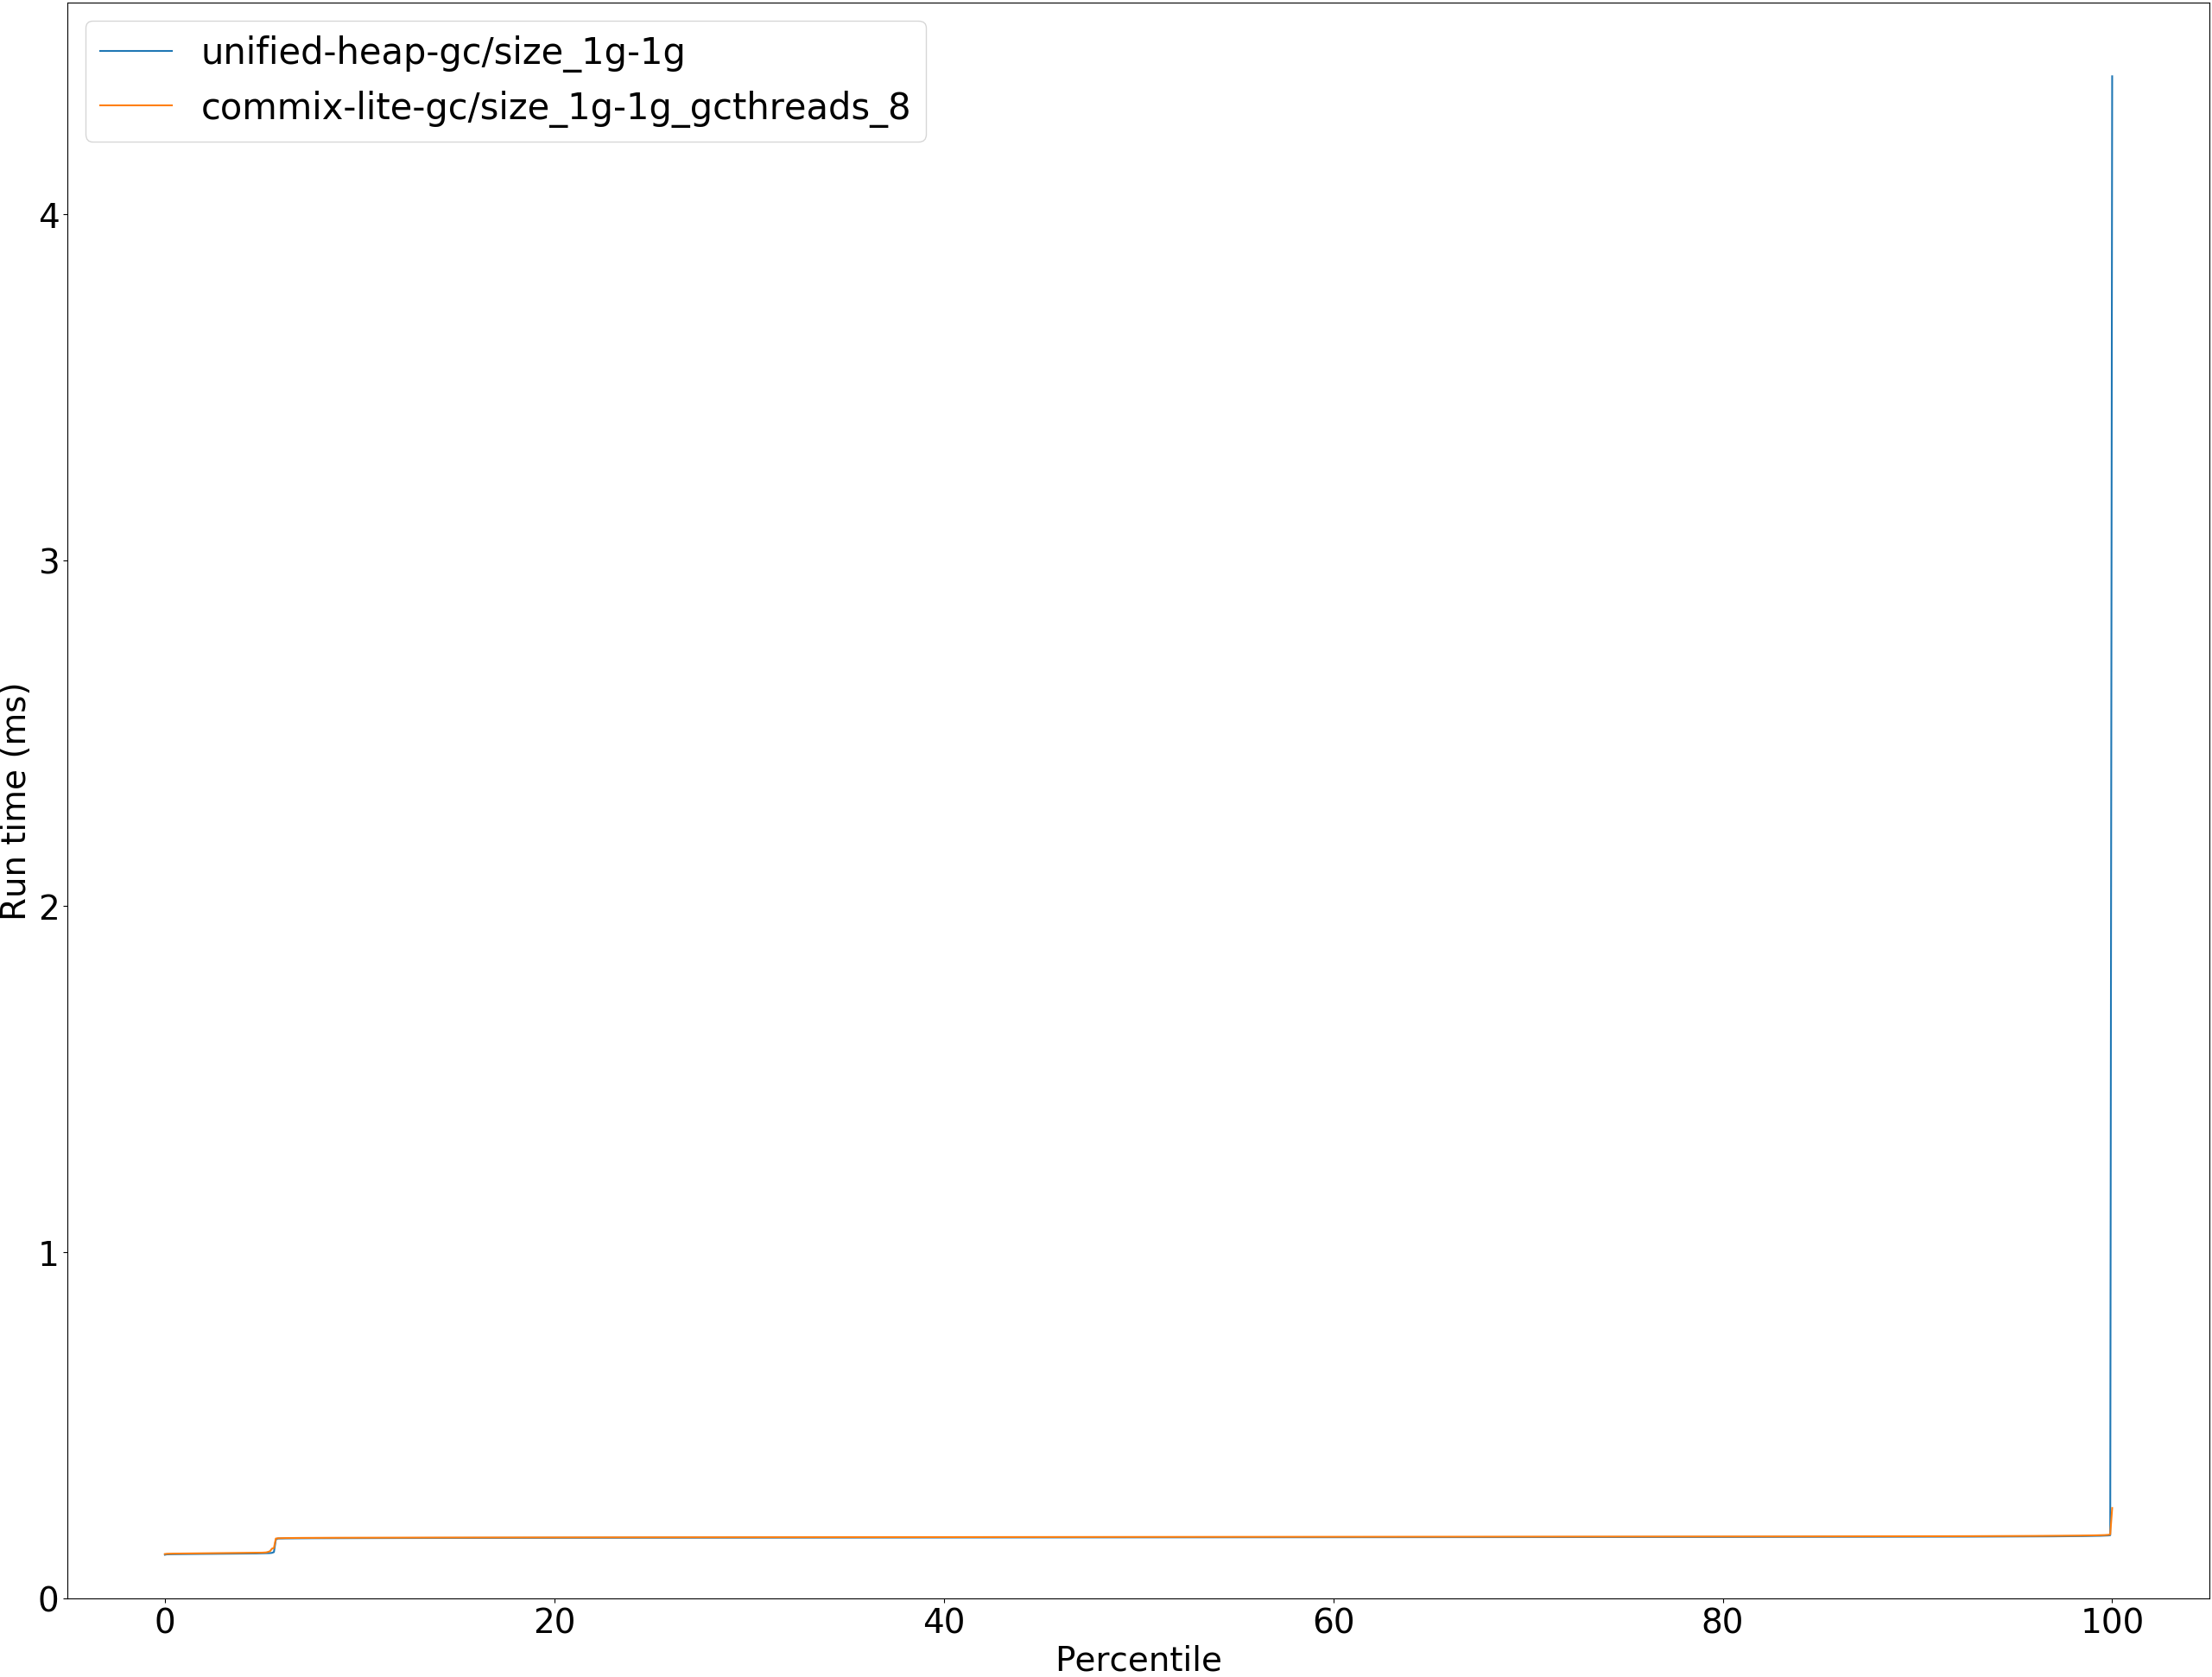 unified-heap-gc/size_1g-1g
commix-lite-gc/size_1g-1g_gcthreads_8
4
3
2
1
0
Run time (ms)
0 20 40 60 80 100
Percentile